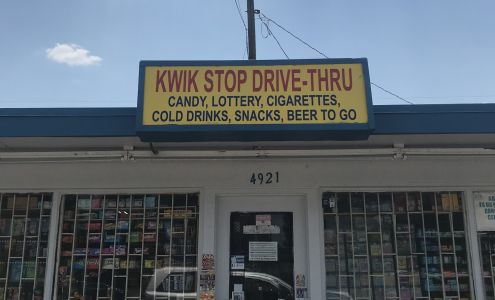 KWIK STOP DRIVE-THRU
CANDY, LOTTERY, CIGARETTES,
COLD DRINKS, SNACKS, BEER TO GO
4921